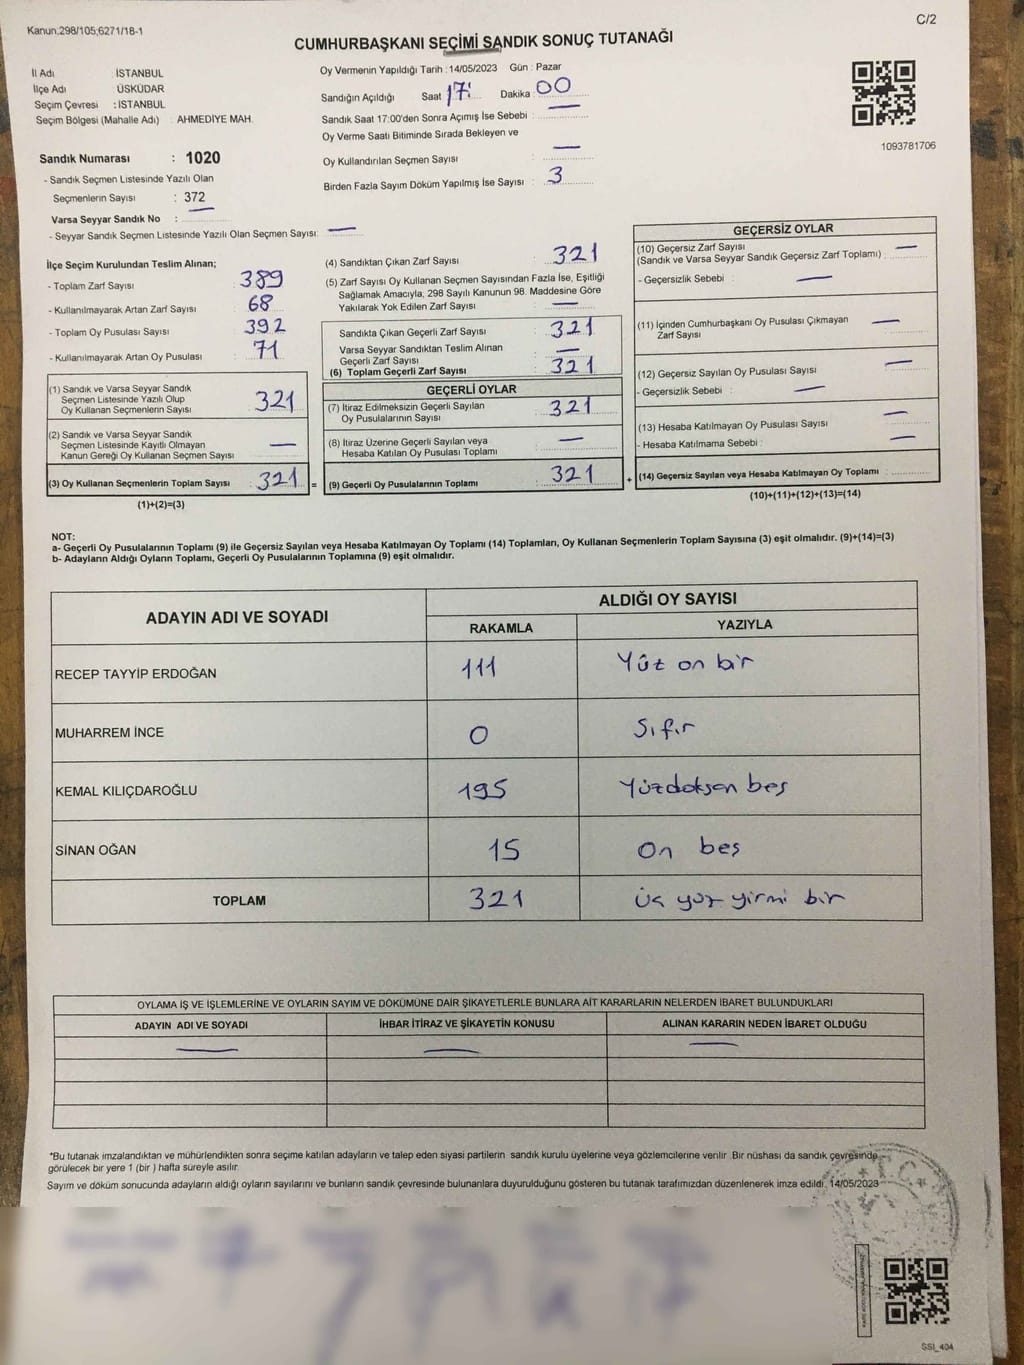 Kanun;298/105;6271/18-1
C/2
CUMHURBAŞKANI SEÇİMİ SANDIK SONUÇ TUTANAĞI
İl Adı : İSTANBUL
İlçe Adı : ÜSKÜDAR
Seçim Çevresi : İSTANBUL
Seçim Bölgesi (Mahalle Adı) : AHMEDİYE MAH.
Oy Vermenin Yapıldığı Tarih : 14/05/2023 Gün : Pazar
Sandığın Açıldığı Saat 17: Dakika : 00
Sandık Saat 17:00'den Sonra Açımış İse Sebebi : —
Oy Verme Saati Bitiminde Sırada Bekleyen ve
Oy Kullandırılan Seçmen Sayısı : —
Birden Fazla Sayım Döküm Yapılmış İse Sayısı : 3
1093781706
Sandık Numarası : 1020
- Sandık Seçmen Listesinde Yazılı Olan
Seçmenlerin Sayısı : 372
Varsa Seyyar Sandık No : —
- Seyyar Sandık Seçmen Listesinde Yazılı Olan Seçmen Sayısı: —
İlçe Seçim Kurulundan Teslim Alınan;
- Toplam Zarf Sayısı : 389
- Kullanılmayarak Artan Zarf Sayısı : 68
- Toplam Oy Pusulası Sayısı : 392
- Kullanılmayarak Artan Oy Pusulası : 71
(1) Sandık ve Varsa Seyyar Sandık
Seçmen Listesinde Yazılı Olup
Oy Kullanan Seçmenlerin Sayısı : 321
(2) Sandık ve Varsa Seyyar Sandık
Seçmen Listesinde Kayıtlı Olmayan
Kanun Gereği Oy Kullanan Seçmen Sayısı : —
(3) Oy Kullanan Seçmenlerin Toplam Sayısı : 321 =
(1)+(2)=(3)
(4) Sandıktan Çıkan Zarf Sayısı : 321
(5) Zarf Sayısı Oy Kullanan Seçmen Sayısından Fazla İse, Eşitliği
Sağlamak Amacıyla, 298 Sayılı Kanunun 98. Maddesine Göre
Yakılarak Yok Edilen Zarf Sayısı : —
Sandıkta Çıkan Geçerli Zarf Sayısı : 321
Varsa Seyyar Sandıktan Teslim Alınan
Geçerli Zarf Sayısı : —
(6) Toplam Geçerli Zarf Sayısı : 321
GEÇERLİ OYLAR
(7) İtiraz Edilmeksizin Geçerli Sayılan
Oy Pusulalarının Sayısı : 321
(8) İtiraz Üzerine Geçerli Sayılan veya
Hesaba Katılan Oy Pusulası Toplamı : —
(9) Geçerli Oy Pusulalarının Toplamı : 321 +
GEÇERSİZ OYLAR
(10) Geçersiz Zarf Sayısı
(Sandık ve Varsa Seyyar Sandık Geçersiz Zarf Toplamı) : —
- Geçersizlik Sebebi : —
(11) İçinden Cumhurbaşkanı Oy Pusulası Çıkmayan
Zarf Sayısı : —
(12) Geçersiz Sayılan Oy Pusulası Sayısı : —
- Geçersizlik Sebebi : —
(13) Hesaba Katılmayan Oy Pusulası Sayısı : —
- Hesaba Katılmama Sebebi : —
(14) Geçersiz Sayılan veya Hesaba Katılmayan Oy Toplamı :
(10)+(11)+(12)+(13)=(14)
NOT:
a- Geçerli Oy Pusulalarının Toplamı (9) ile Geçersiz Sayılan veya Hesaba Katılmayan Oy Toplamı (14) Toplamları, Oy Kullanan Seçmenlerin Toplam Sayısına (3) eşit olmalıdır. (9)+(14)=(3)
b- Adayların Aldığı Oyların Toplamı, Geçerli Oy Pusulalarının Toplamına (9) eşit olmalıdır.
ADAYIN ADI VE SOYADI ALDIĞI OY SAYISI
RAKAMLA YAZIYLA
RECEP TAYYİP ERDOĞAN 111 Yüz on bir
MUHARREM İNCE 0 Sıfır
KEMAL KILIÇDAROĞLU 195 Yüzdoksan beş
SİNAN OĞAN 15 On beş
TOPLAM 321 üç yüz yirmi bir
OYLAMA İŞ VE İŞLEMLERİNE VE OYLARIN SAYIM VE DÖKÜMÜNE DAİR ŞİKAYETLERLE BUNLARA AİT KARARLARIN NELERDEN İBARET BULUNDUKLARI
ADAYIN ADI VE SOYADI İHBAR İTİRAZ VE ŞİKAYETİN KONUSU ALINAN KARARIN NEDEN İBARET OLDUĞU
— — —
*Bu tutanak imzalandıktan ve mühürlendikten sonra seçime katılan adayların ve talep eden siyasi partilerin sandık kurulu üyelerine veya gözlemcilerine verilir. Bir nüshası da sandık çevresinde
görülecek bir yere 1 (bir) hafta süreyle asılır.
Sayım ve döküm sonucunda adayların aldığı oyların sayılarını ve bunların sandık çevresinde bulunanlara duyurulduğunu gösteren bu tutanak tarafımızdan düzenlenerek imza edildi. 14/05/2023
T.C.
SSI_404